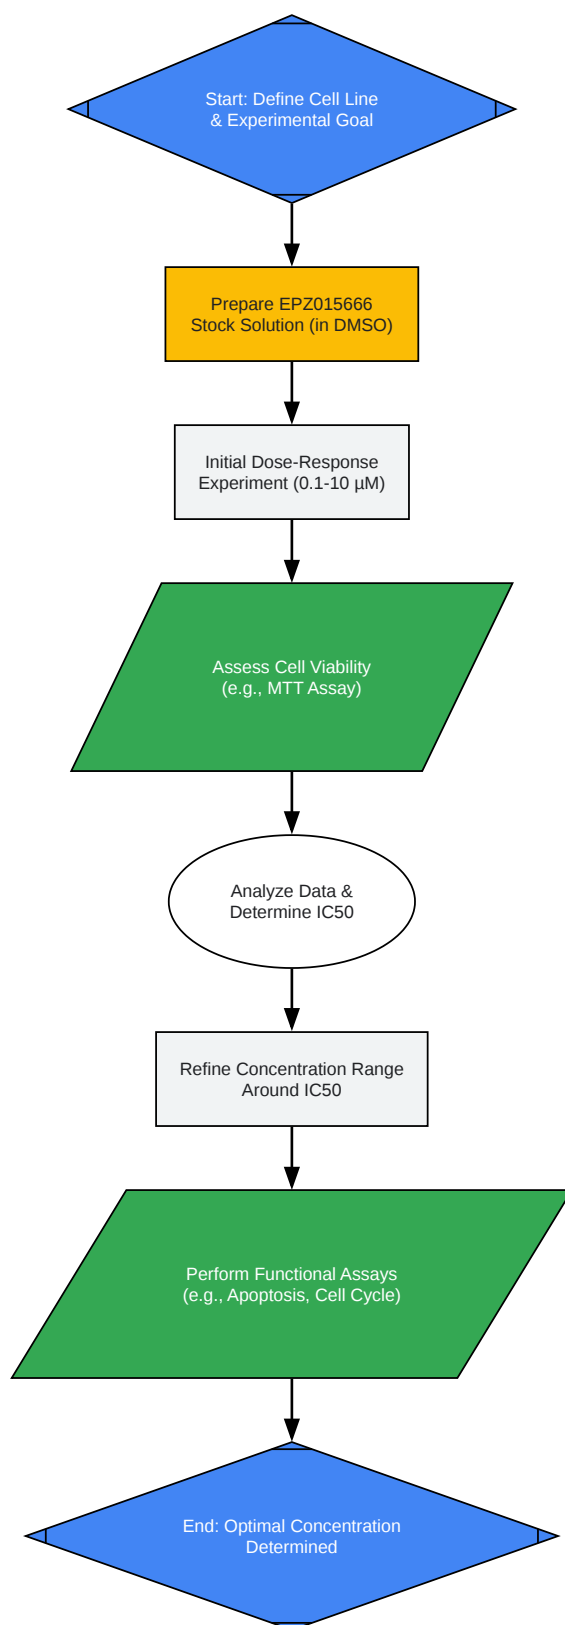 Start: Define Cell Line
& Experimental Goal
Prepare EPZ015666
Stock Solution (in DMSO)
Initial Dose-Response
Experiment (0.1-10 µM)
Assess Cell Viability
(e.g., MTT Assay)
Analyze Data &
Determine IC50
Refine Concentration Range
Around IC50
Perform Functional Assays
(e.g., Apoptosis, Cell Cycle)
End: Optimal Concentration
Determined